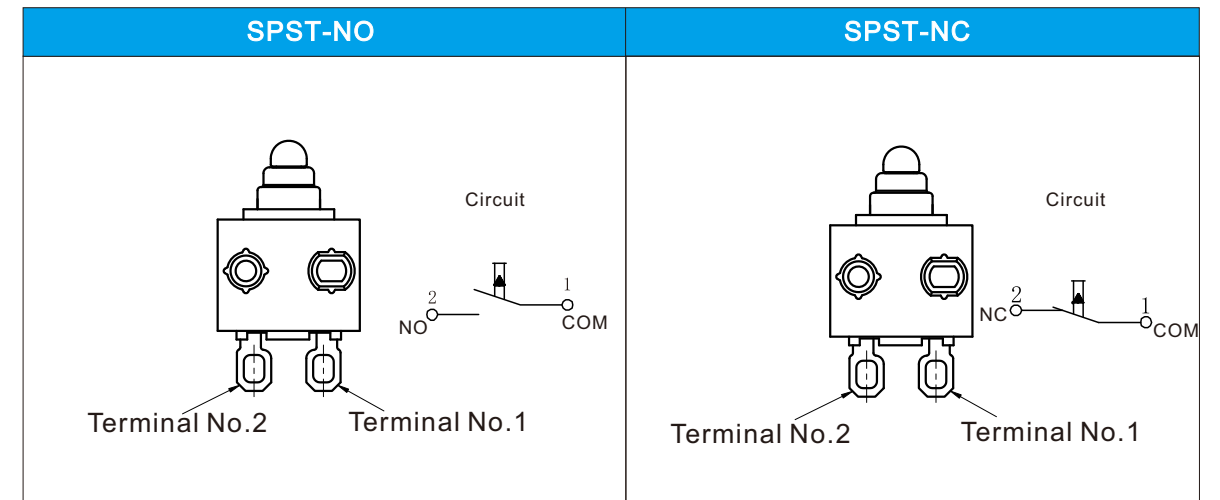 SPST-NO
SPST-NC
Circuit
2
1
NO
COM
Terminal No.2
Terminal No.1
Circuit
2
1
NC
COM
Terminal No.2
Terminal No.1